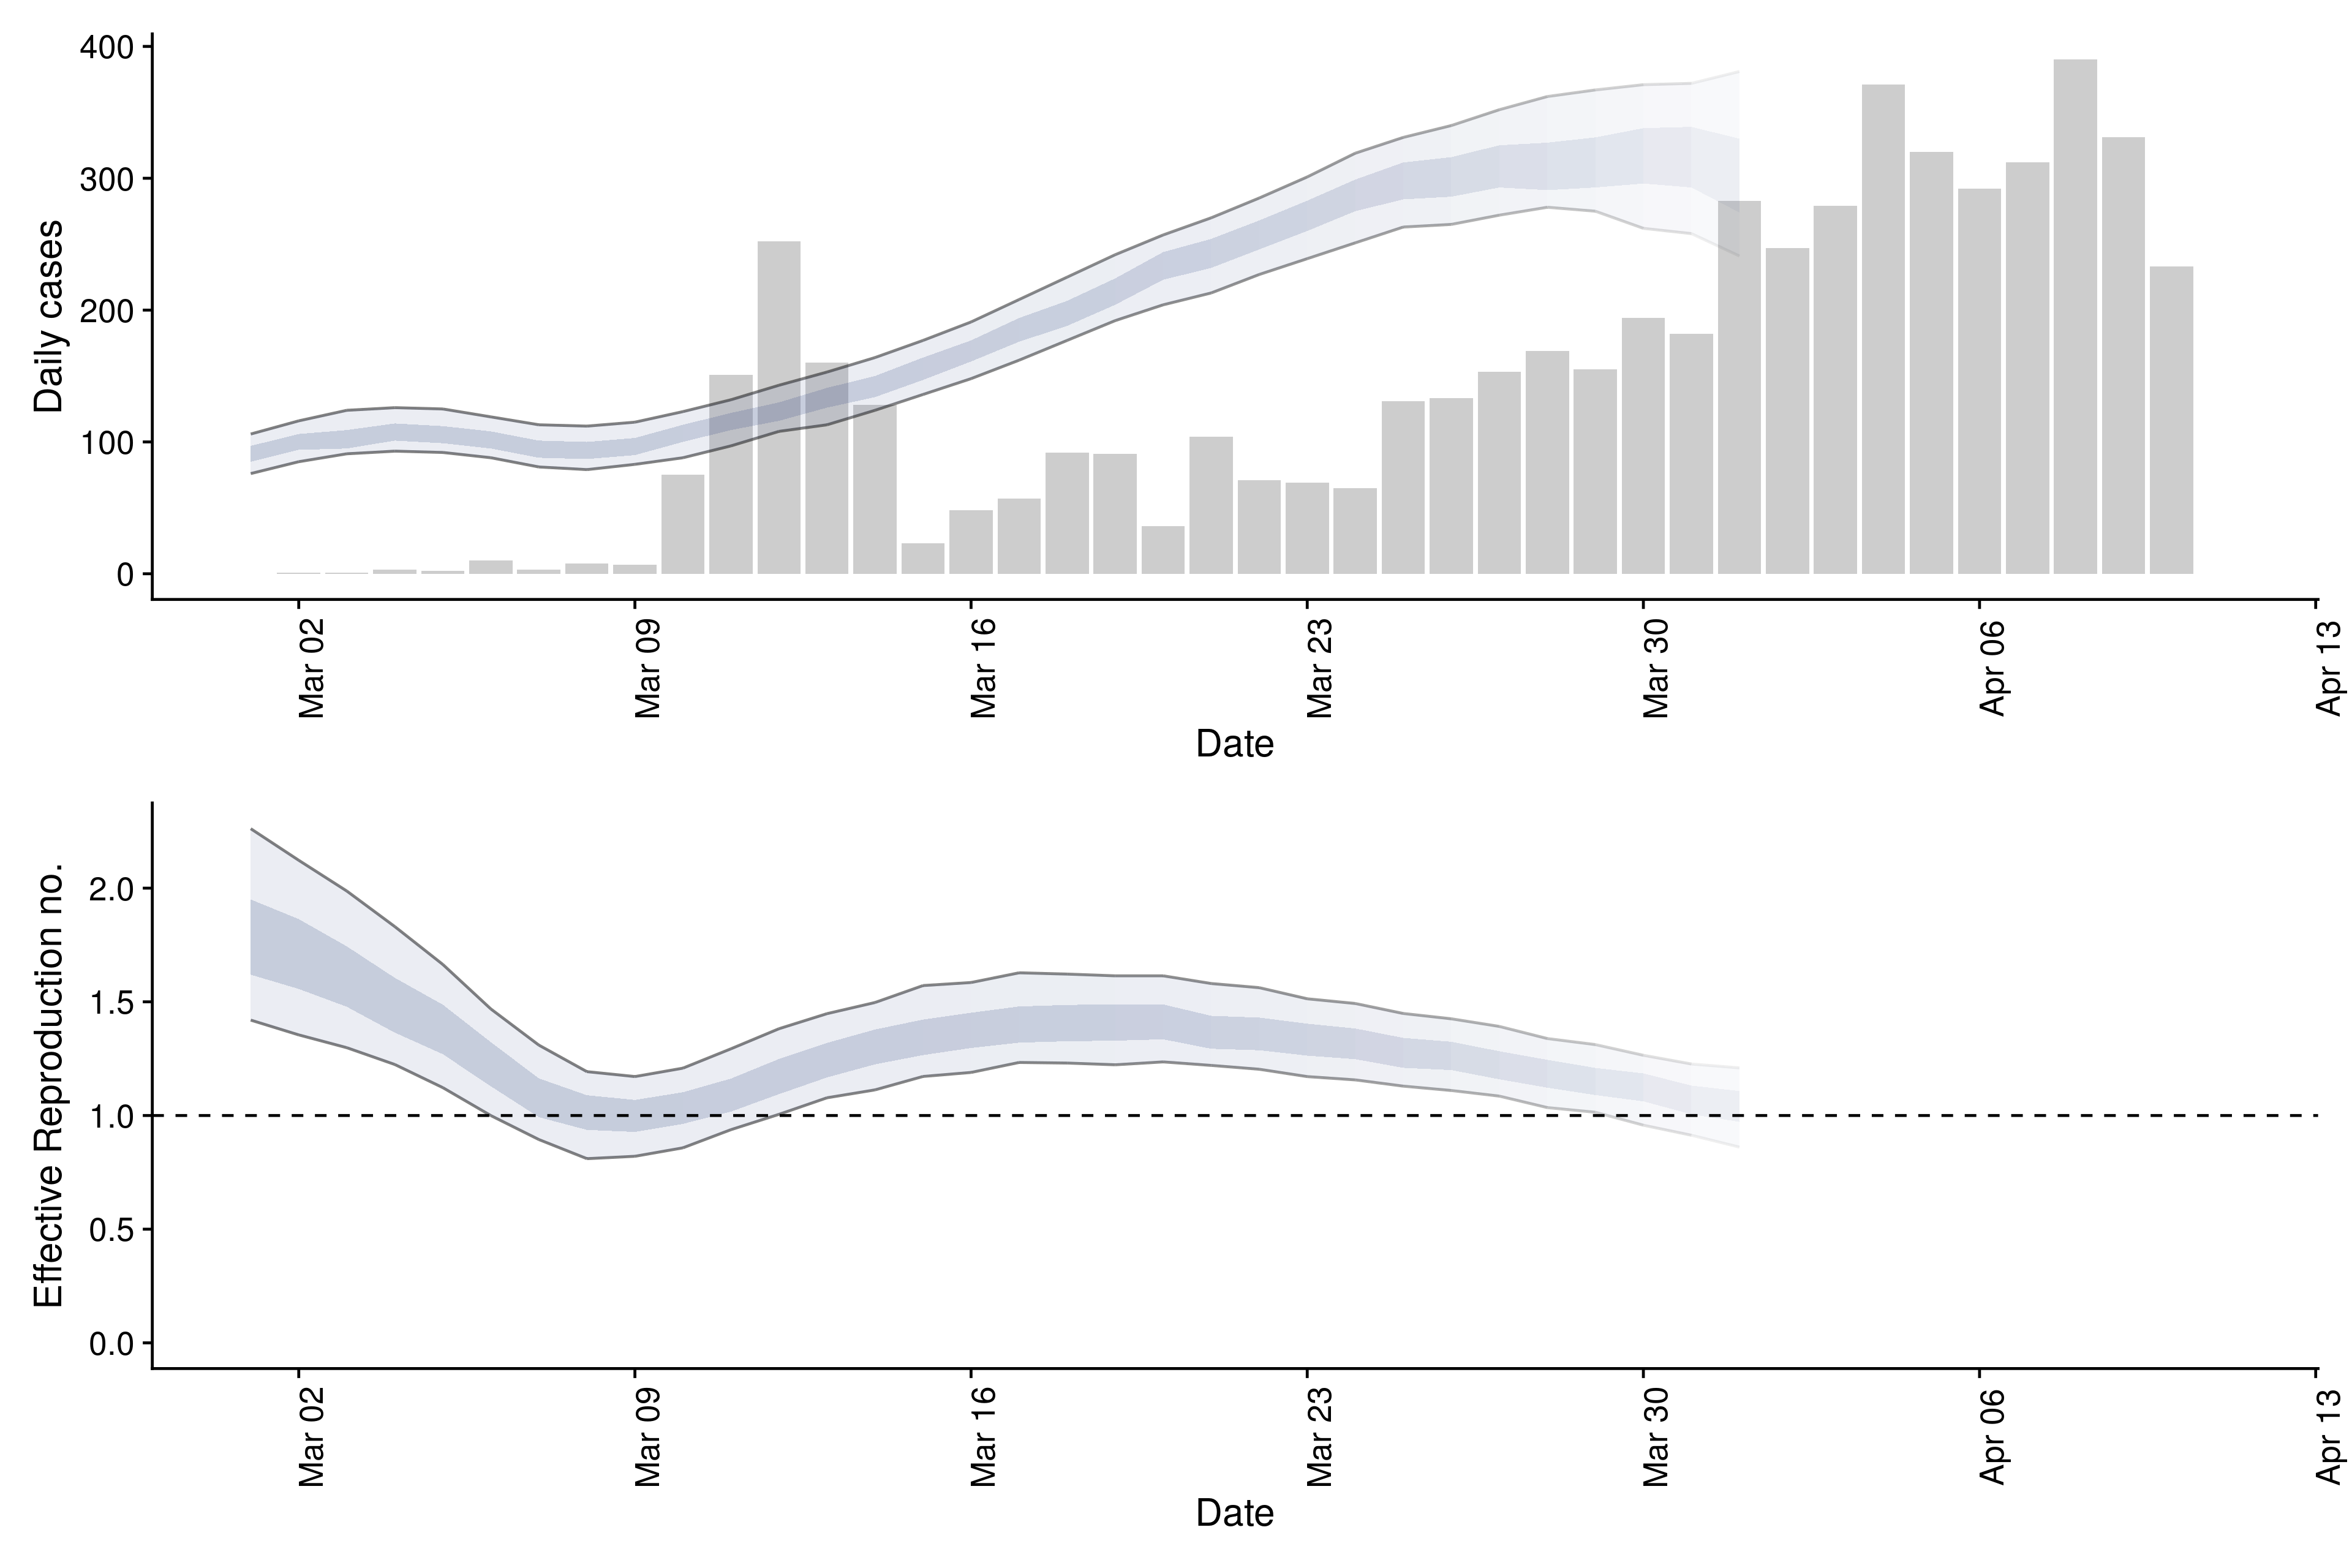 400
300
200
100
0
Daily cases
Mar 02
Mar 09
Mar 16
Mar 23
Mar 30
Apr 06
Apr 13
Date
2.0
1.5
1.0
0.5
0.0
Effective Reproduction no.
Mar 02
Mar 09
Mar 16
Mar 23
Mar 30
Apr 06
Apr 13
Date